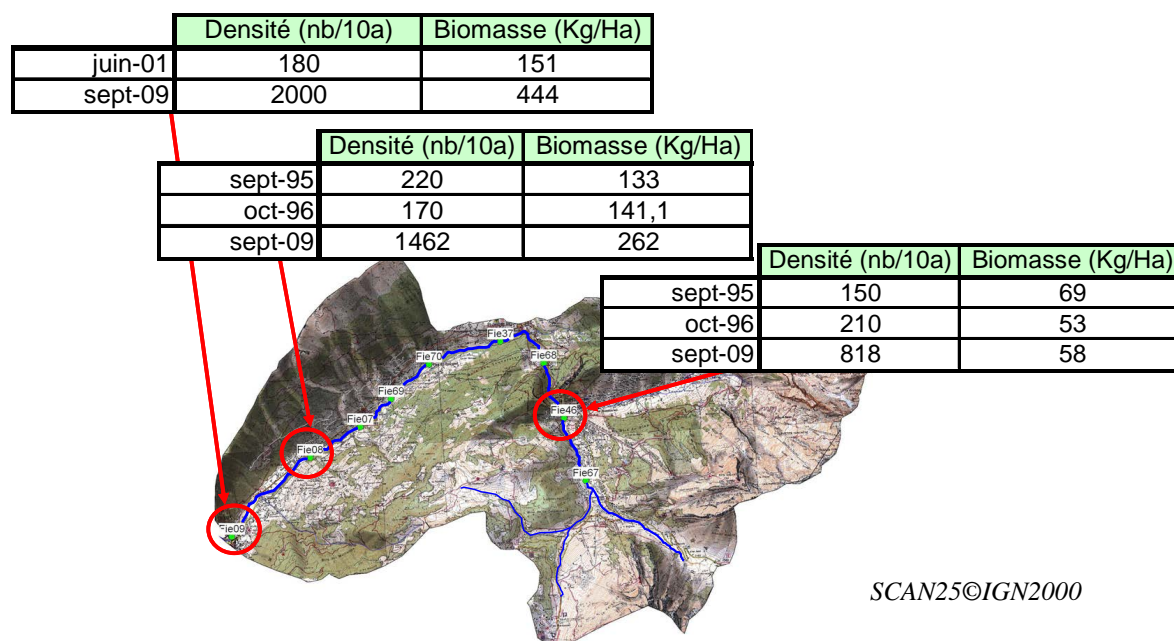 Densité (nb/10a) Biomasse (Kg/Ha)
juin-01 180 151
sept-09 2000 444
Densité (nb/10a) Biomasse (Kg/Ha)
sept-95 220 133
oct-96 170 141,1
sept-09 1462 262
Densité (nb/10a) Biomasse (Kg/Ha)
sept-95 150 69
oct-96 210 53
sept-09 818 58
Fie37
Fie70
Fie68
Fie69
Fie46
Fie07
Fie08
Fie67
Fie09
SCAN25©IGN2000